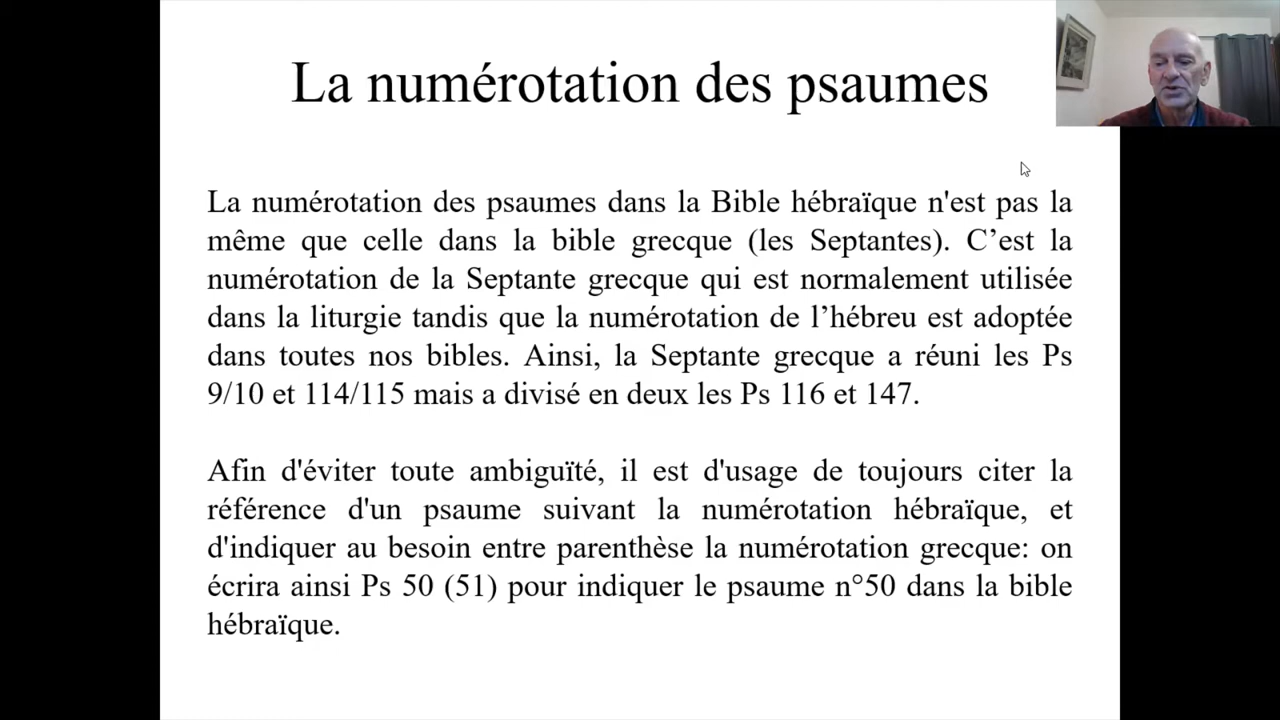 La numérotation des psaumes
La numérotation des psaumes dans la Bible hébraïque n'est pas la
même que celle dans la bible grecque (les Septantes). C’est la
numérotation de la Septante grecque qui est normalement utilisée
dans la liturgie tandis que la numérotation de l’hébreu est adoptée
dans toutes nos bibles. Ainsi, la Septante grecque a réuni les Ps
9/10 et 114/115 mais a divisé en deux les Ps 116 et 147.
Afin d'éviter toute ambiguïté, il est d'usage de toujours citer la
référence d'un psaume suivant la numérotation hébraïque, et
d'indiquer au besoin entre parenthèse la numérotation grecque: on
écrira ainsi Ps 50 (51) pour indiquer le psaume n°50 dans la bible
hébraïque.